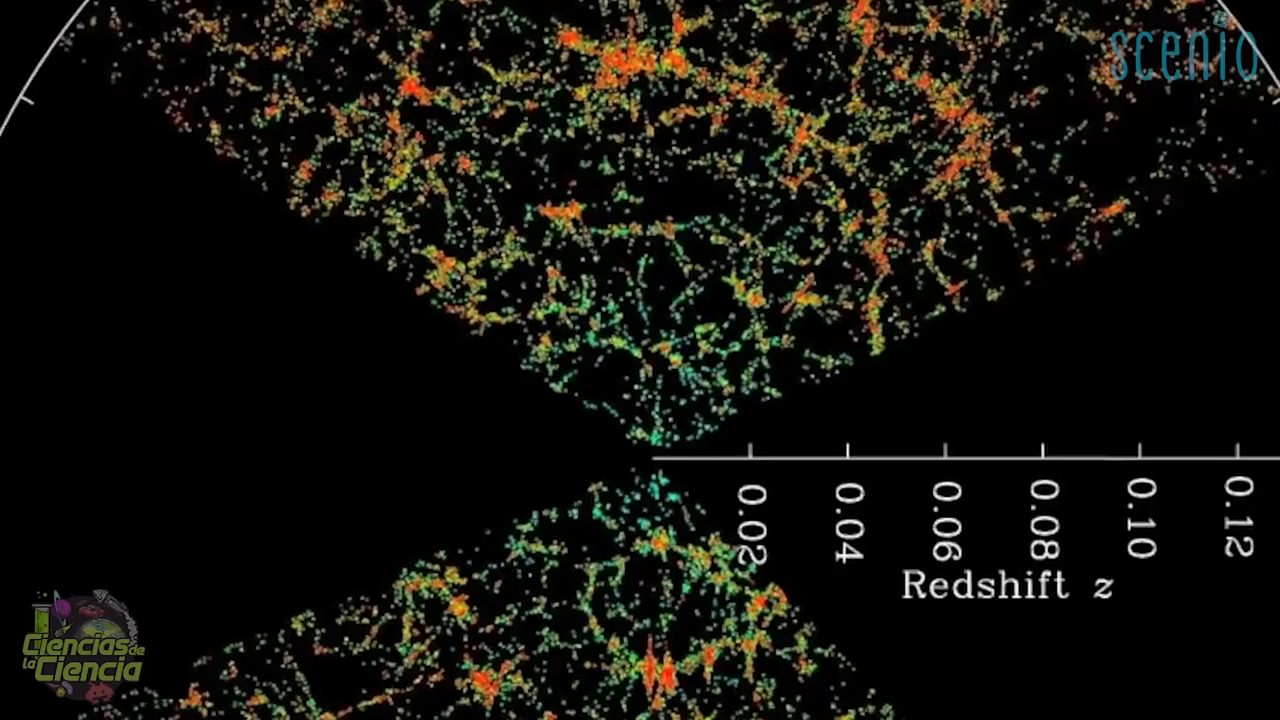 scenio
0.02
0.04
0.06
0.08
0.10
0.12
Redshift z
Ciencias de
la Ciencia